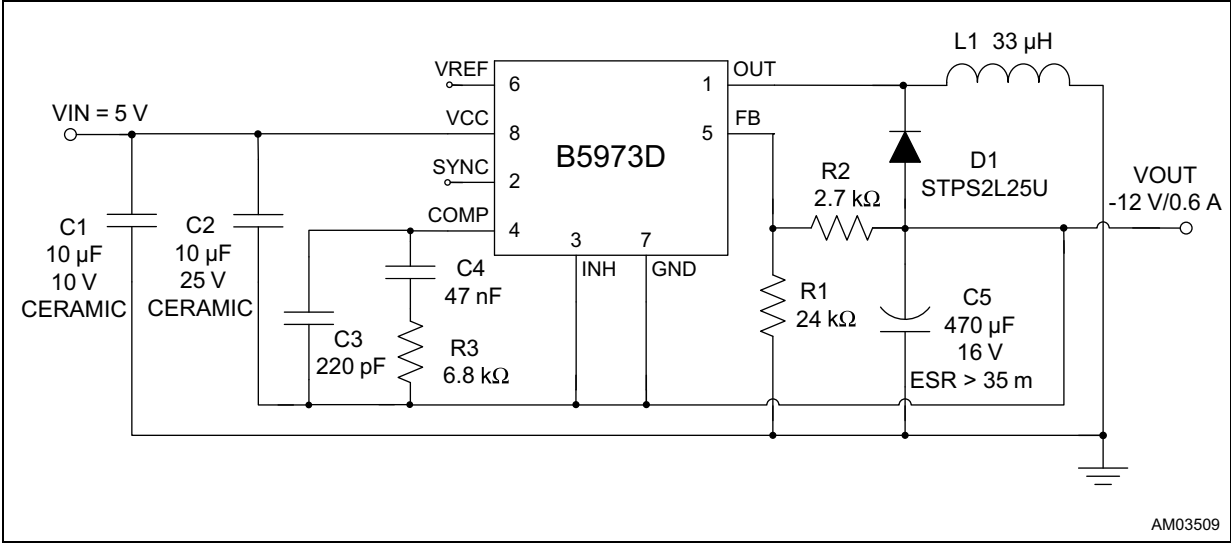 L1 33 µH
VREF
6
1
OUT
VIN = 5 V
VCC
8
5
FB
B5973D
SYNC
2
COMP
4
3
INH
7
GND
R2
2.7 kΩ
D1
STPS2L25U
VOUT
-12 V/0.6 A
C1
10 µF
10 V
CERAMIC
C2
10 µF
25 V
CERAMIC
C4
47 nF
C3
220 pF
R3
6.8 kΩ
R1
24 kΩ
C5
470 µF
16 V
ESR > 35 m
AM03509